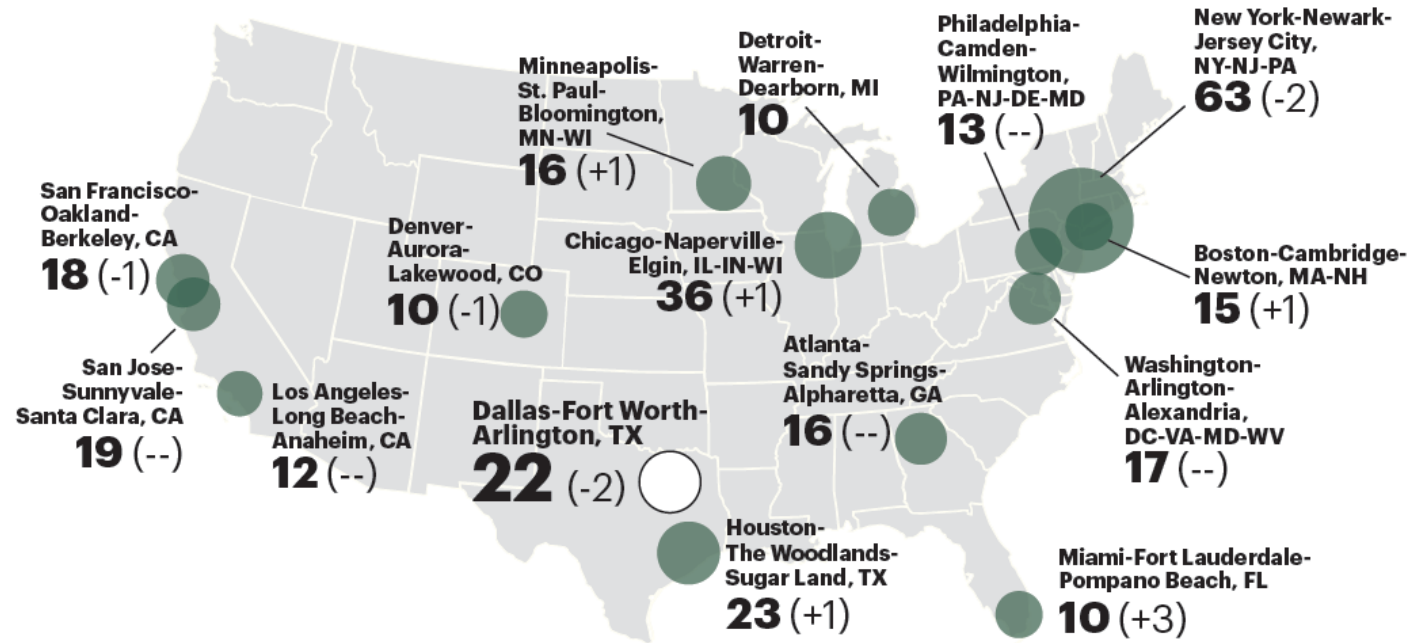 Minneapolis-
St. Paul-
Bloomington,
MN-WI
16 (+1)
Detroit-
Warren-
Dearborn, MI
10
Philadelphia-
Camden-
Wilmington,
PA-NJ-DE-MD
13 (--)
New York-Newark-
Jersey City,
NY-NJ-PA
63 (-2)
San Francisco-
Oakland-
Berkeley, CA
18 (-1)
Denver-
Aurora-
Lakewood, CO
10 (-1)
Chicago-Naperville-
Elgin, IL-IN-WI
36 (+1)
Boston-Cambridge-
Newton, MA-NH
15 (+1)
San Jose-
Sunnyvale-
Santa Clara, CA
19 (--)
Los Angeles-
Long Beach-
Anaheim, CA
12 (--)
Dallas-Fort Worth-
Arlington, TX
22 (-2)
Atlanta-
Sandy Springs-
Alpharetta, GA
16 (--)
Washington-
Arlington-
Alexandria,
DC-VA-MD-WV
17 (--)
Houston-
The Woodlands-
Sugar Land, TX
23 (+1)
Miami-Fort Lauderdale-
Pompano Beach, FL
10 (+3)